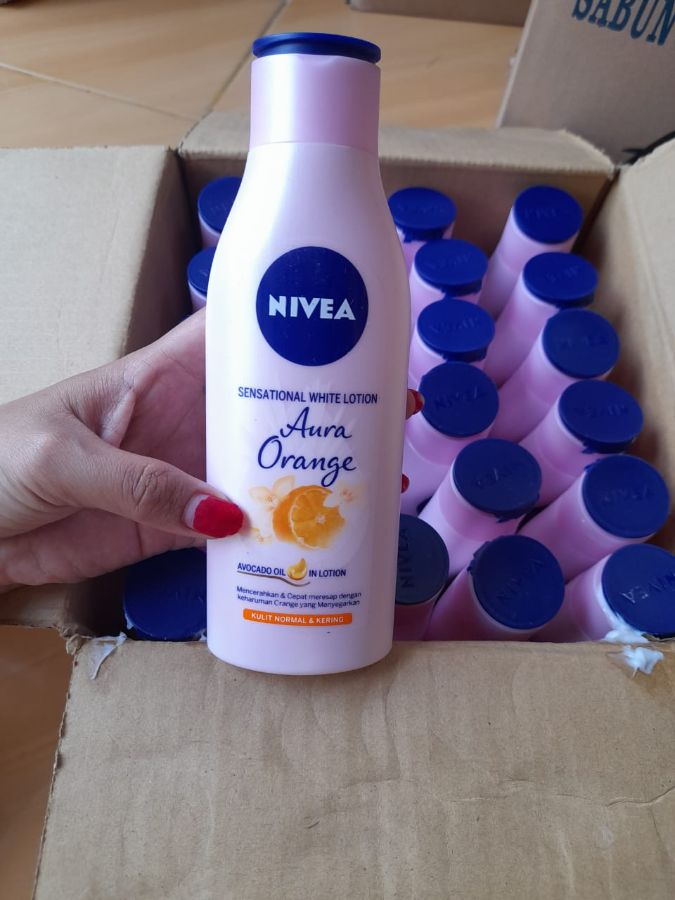 SABUN
NIVEA
SENSATIONAL WHITE LOTION
Aura
Orange
AVOCADO OIL IN LOTION
Mencerahkan & Cepat meresap dengan
keharuman Orange yang Menyegarkan
KULIT NORMAL & KERING
NIVEA
NIVEA
NIVEA